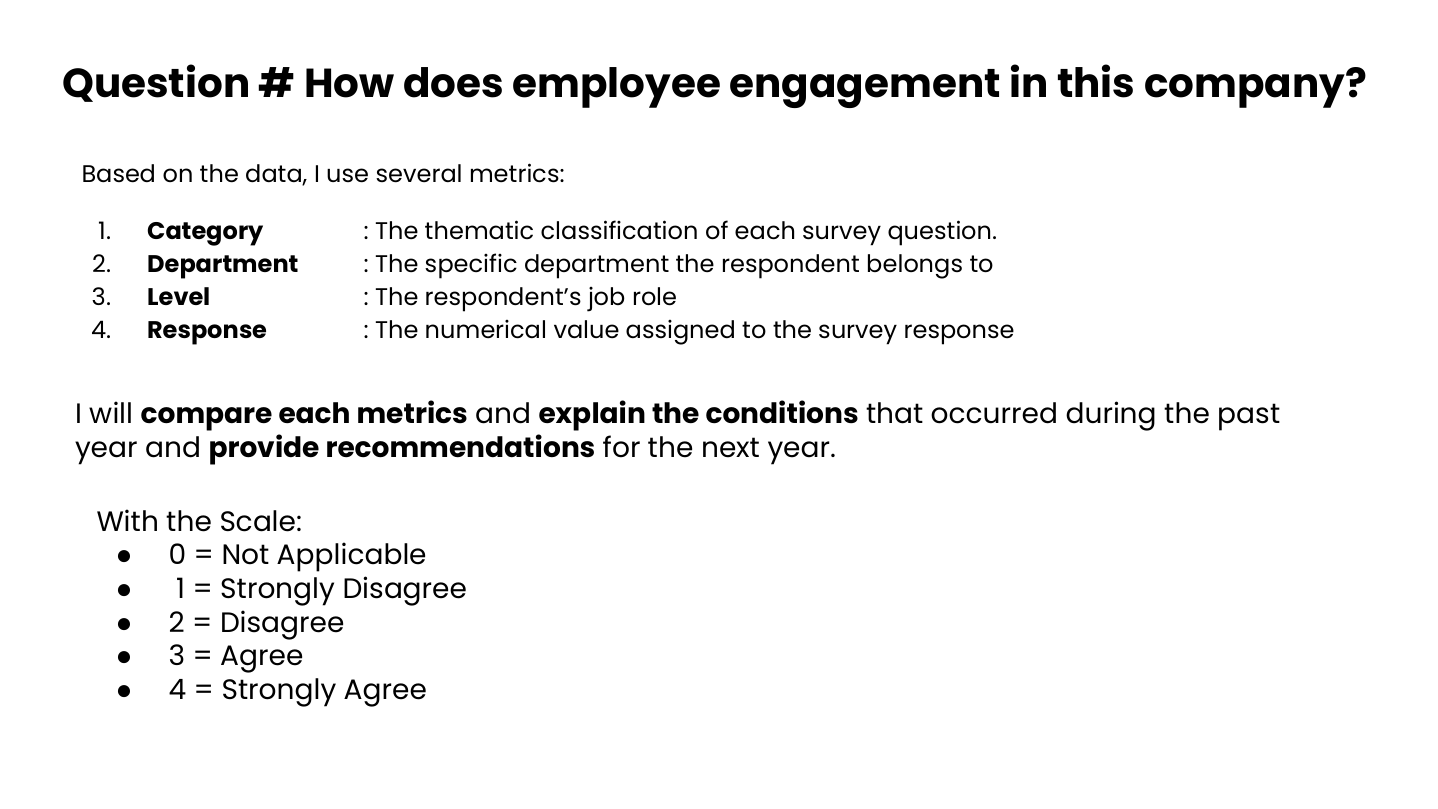 Question # How does employee engagement in this company?
Based on the data, I use several metrics:
1. Category : The thematic classification of each survey question.
2. Department : The specific department the respondent belongs to
3. Level : The respondent’s job role
4. Response : The numerical value assigned to the survey response
I will compare each metrics and explain the conditions that occurred during the past
year and provide recommendations for the next year.
With the Scale:
● 0 = Not Applicable
● 1 = Strongly Disagree
● 2 = Disagree
● 3 = Agree
● 4 = Strongly Agree